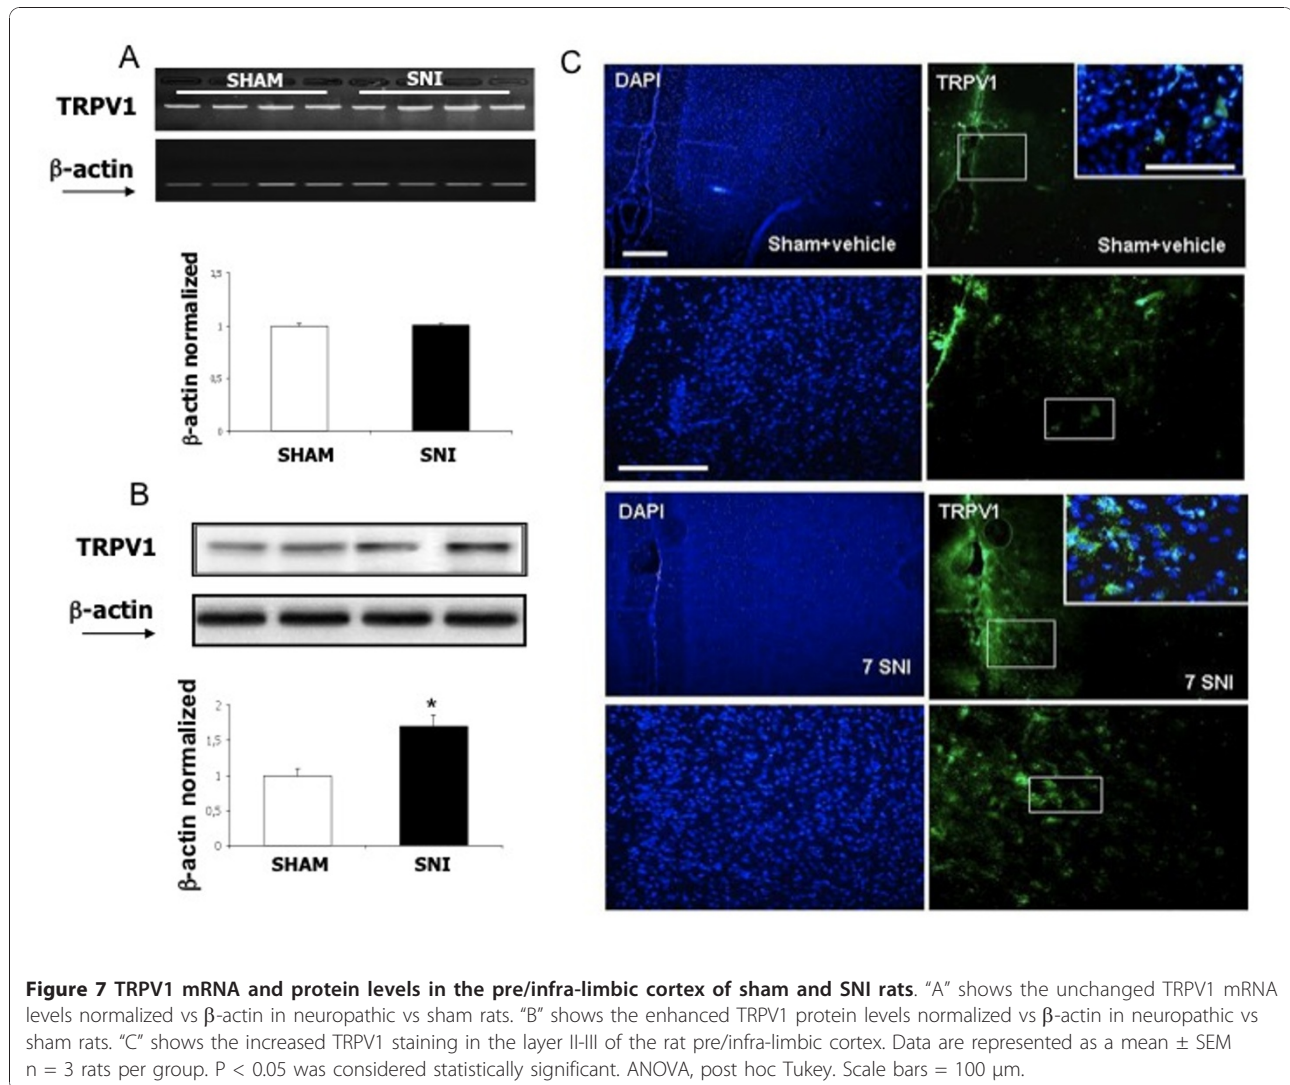 A
SHAM SNI
TRPV1
β-actin
β-actin normalized
1,5
1
0,5
0
SHAM SNI
B
TRPV1
β-actin
β-actin normalized
2
1,5
1
0,5
0
*
SHAM SNI
C
DAPI
Sham+vehicle
TRPV1
Sham+vehicle
DAPI
7 SNI
TRPV1
7 SNI
Figure 7 TRPV1 mRNA and protein levels in the pre/infra-limbic cortex of sham and SNI rats. “A” shows the unchanged TRPV1 mRNA
levels normalized vs β-actin in neuropathic vs sham rats. “B” shows the enhanced TRPV1 protein levels normalized vs β-actin in neuropathic vs
sham rats. “C” shows the increased TRPV1 staining in the layer II-III of the rat pre/infra-limbic cortex. Data are represented as a mean ± SEM
n = 3 rats per group. P < 0.05 was considered statistically significant. ANOVA, post hoc Tukey. Scale bars = 100 μm.